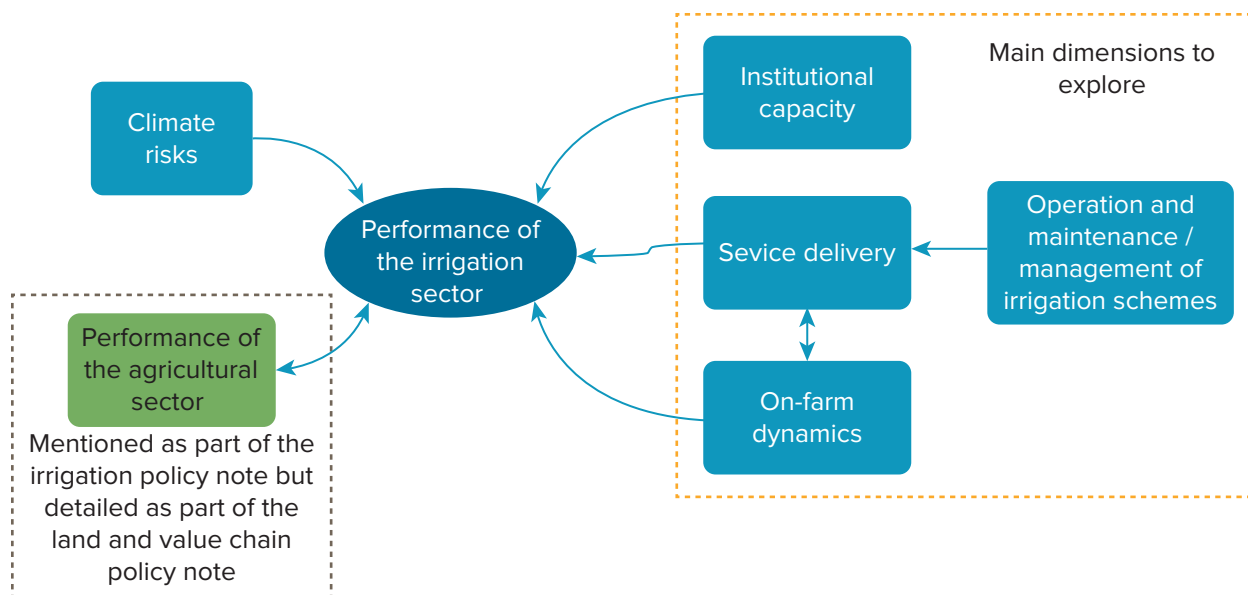 Climate
risks
Performance of
the irrigation
sector
Performance of
the agricultural
sector
Mentioned as part of the
irrigation policy note but
detailed as part of the
land and value chain
policy note
Main dimensions to
explore
Institutional
capacity
Sevice delivery
Operation and
maintenance /
management of
irrigation schemes
On-farm
dynamics